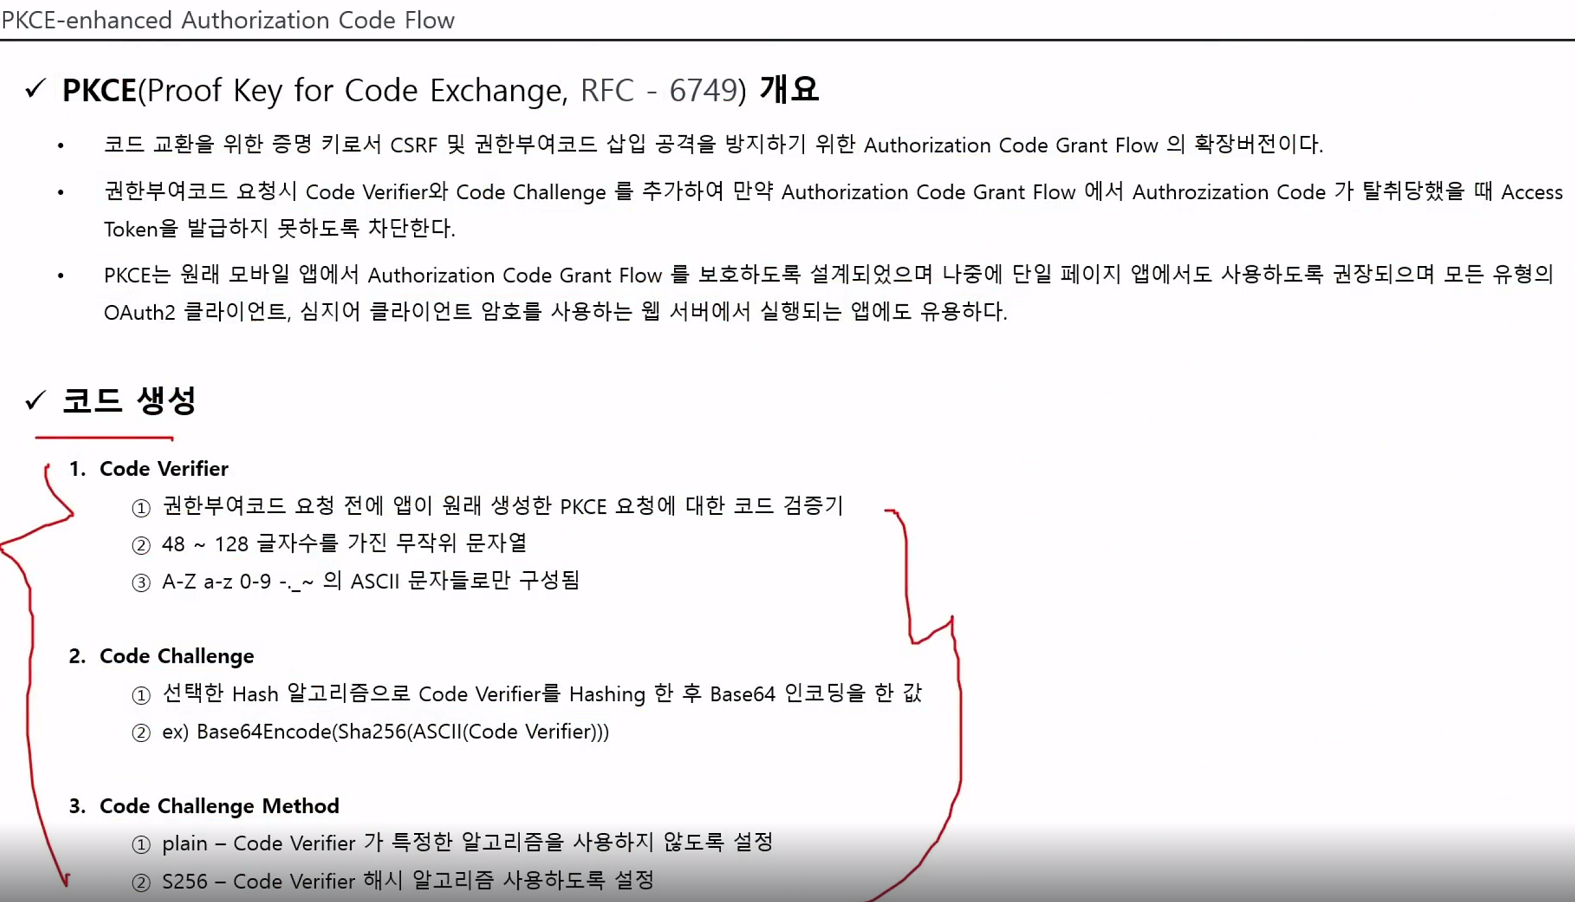 PKCE-enhanced Authorization Code Flow
✓ PKCE(Proof Key for Code Exchange, RFC - 6749) 개요
• 코드 교환을 위한 증명 키로서 CSRF 및 권한부여코드 삽입 공격을 방지하기 위한 Authorization Code Grant Flow 의 확장버전이다.
• 권한부여코드 요청시 Code Verifier와 Code Challenge 를 추가하여 만약 Authorization Code Grant Flow 에서 Authrozization Code 가 탈취당했을 때 Access
Token을 발급하지 못하도록 차단한다.
• PKCE는 원래 모바일 앱에서 Authorization Code Grant Flow 를 보호하도록 설계되었으며 나중에 단일 페이지 앱에서도 사용하도록 권장되으며 모든 유형의
OAuth2 클라이언트, 심지어 클라이언트 암호를 사용하는 웹 서버에서 실행되는 앱에도 유용하다.
✓ 코드 생성
1. Code Verifier
① 권한부여코드 요청 전에 앱이 원래 생성한 PKCE 요청에 대한 코드 검증기
② 48 ~ 128 글자수를 가진 무작위 문자열
③ A-Z a-z 0-9 -._~ 의 ASCII 문자들로만 구성됨
2. Code Challenge
① 선택한 Hash 알고리즘으로 Code Verifier를 Hashing 한 후 Base64 인코딩을 한 값
② ex) Base64Encode(Sha256(ASCII(Code Verifier)))
3. Code Challenge Method
① plain – Code Verifier 가 특정한 알고리즘을 사용하지 않도록 설정
② S256 – Code Verifier 해시 알고리즘 사용하도록 설정